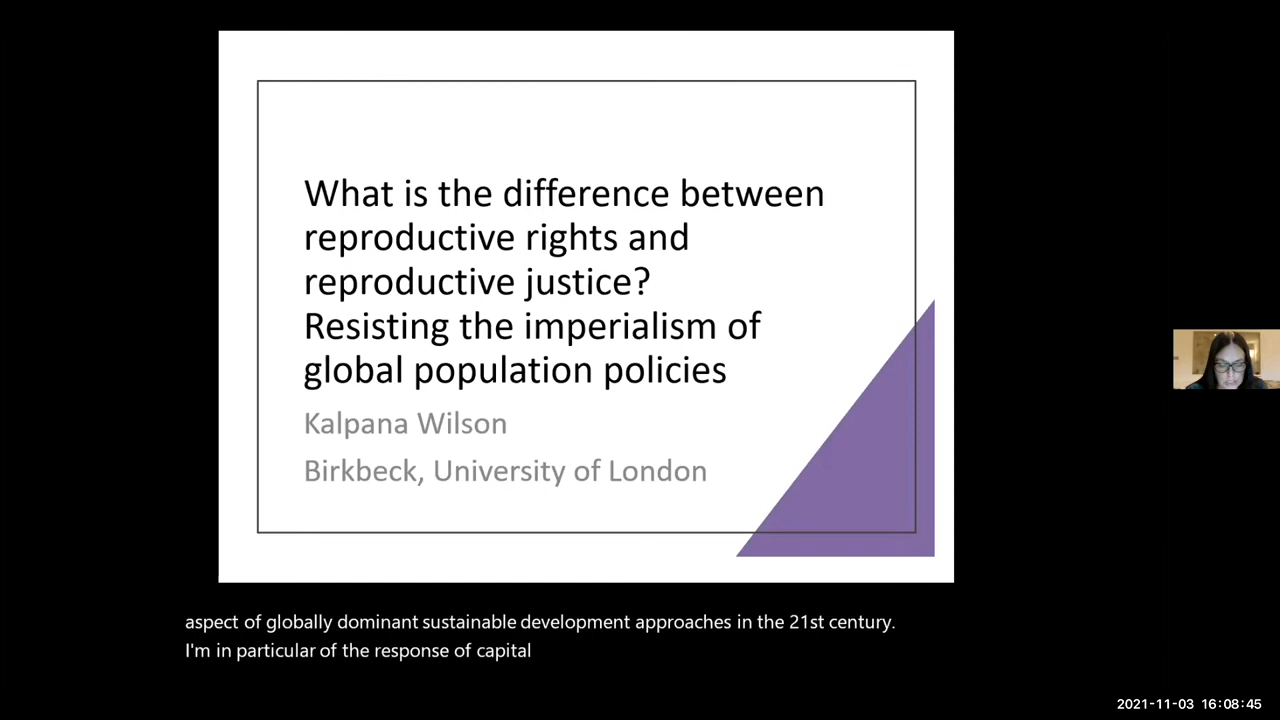 What is the difference between
reproductive rights and
reproductive justice?
Resisting the imperialism of
global population policies
Kalpana Wilson
Birkbeck, University of London
aspect of globally dominant sustainable development approaches in the 21st century.
I'm in particular of the response of capital
2021-11-03 16:08:45